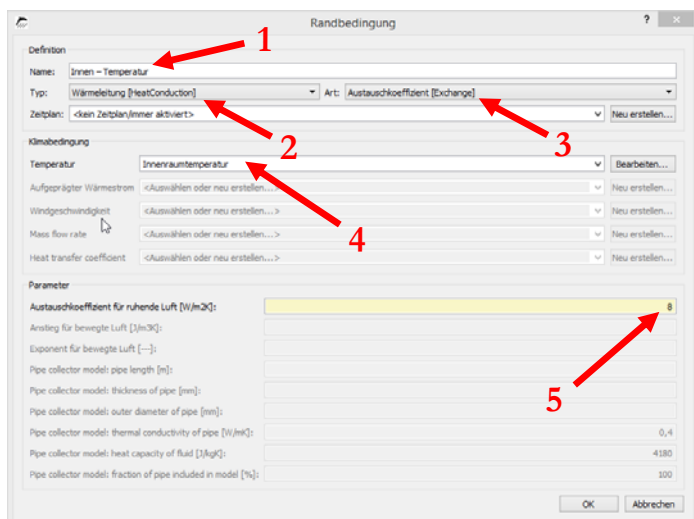 Randbedingung
? ×
1
Definition
Name: Innen – Temperatur
Typ: Wärmeleitung [HeatConduction] Art: Austauschkoeffizient [Exchange]
Zeitplan: <kein Zeitplan/immer aktiviert> Neu erstellen...
2
3
Klimabedingung
Temperatur Innenraumtemperatur Bearbeiten...
Aufgeprägter Wärmestrom <Auswählen oder neu erstellen...> Neu erstellen...
Windgeschwindigkeit <Auswählen oder neu erstellen...> Neu erstellen...
Mass flow rate <Auswählen oder neu erstellen...> Neu erstellen...
4
Heat transfer coefficient <Auswählen oder neu erstellen...> Neu erstellen...
Parameter
Austauschkoeffizient für ruhende Luft [W/m2K]: 8
Anstieg für bewegte Luft [J/m3K]:
Exponent für bewegte Luft [---]:
Pipe collector model: pipe length [m]:
Pipe collector model: thickness of pipe [mm]:
5
Pipe collector model: outer diameter of pipe [mm]:
Pipe collector model: thermal conductivity of pipe [W/mK]: 0,4
Pipe collector model: heat capacity of fluid [J/kgK]: 4180
Pipe collector model: fraction of pipe included in model [%]: 100
OK Abbrechen